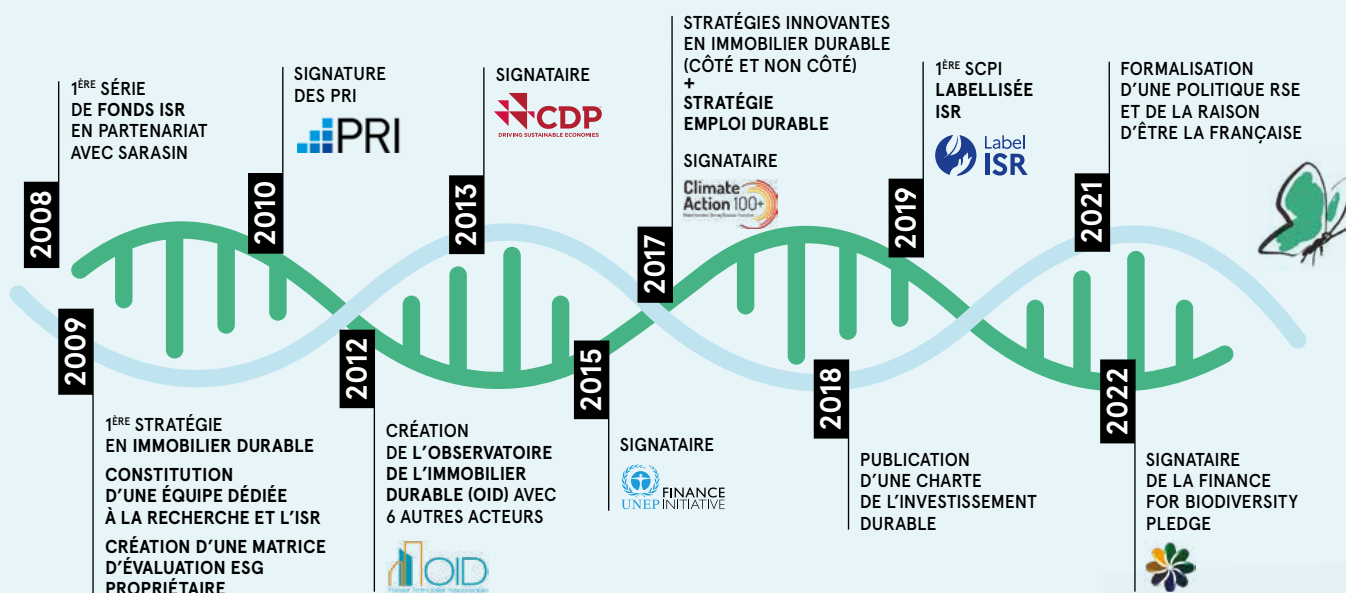 2008
1ÈRE SÉRIE
DE FONDS ISR
EN PARTENARIAT
AVEC SARASIN
2009
1ÈRE STRATÉGIE
EN IMMOBILIER DURABLE
CONSTITUTION
D'UNE ÉQUIPE DÉDIÉE
À LA RECHERCHE ET L'ISR
CRÉATION D'UNE MATRICE
D'ÉVALUATION ESG
PROPRIÉTAIRE
2010
SIGNATURE
DES PRI
PRI
2012
CRÉATION
DE L'OBSERVATOIRE
DE L'IMMOBILIER
DURABLE (OID) AVEC
6 AUTRES ACTEURS
OID
2013
SIGNATAIRE
CDP
DRIVING SUSTAINABLE ECONOMIES
2015
SIGNATAIRE
UNEP FINANCE
INITIATIVE
2017
STRATÉGIES INNOVANTES
EN IMMOBILIER DURABLE
(CÔTÉ ET NON CÔTÉ)
+
STRATÉGIE
EMPLOI DURABLE
SIGNATAIRE
Climate
Action 100+
2018
PUBLICATION
D'UNE CHARTE
DE L'INVESTISSEMENT
DURABLE
2019
1ÈRE SCPI
LABELLISÉE
ISR
Label
ISR
2021
FORMALISATION
D'UNE POLITIQUE RSE
ET DE LA RAISON
D'ÊTRE LA FRANÇAISE
2022
SIGNATAIRE
DE LA FINANCE
FOR BIODIVERSITY
PLEDGE